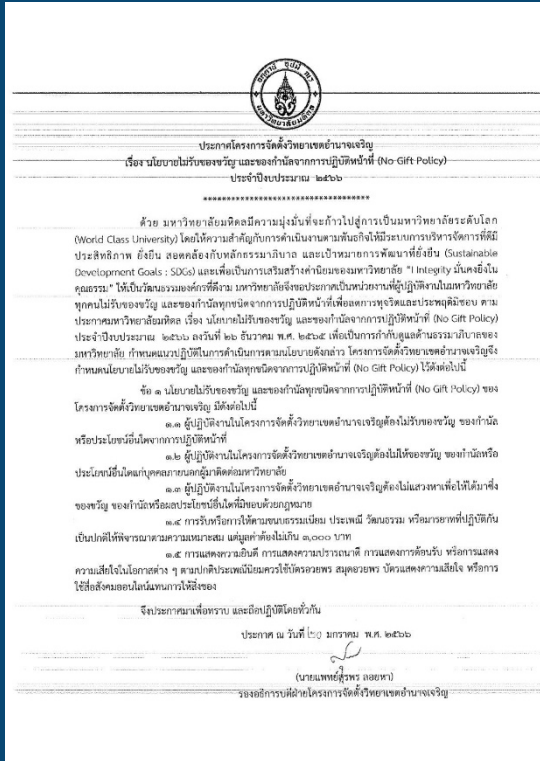 อตฺตานํ อุปมํ กเร
มหาวิทยาลัยมหิดล
ประกาศโครงการจัดตั้งวิทยาเขตอำนาจเจริญ
เรื่อง นโยบายไม่รับของขวัญ และของกำนัลจากการปฏิบัติหน้าที่ (No Gift Policy)
ประจำปีงบประมาณ ๒๕๖๖
************************************
ด้วย มหาวิทยาลัยมหิดลมีความมุ่งมั่นที่จะก้าวไปสู่การเป็นมหาวิทยาลัยระดับโลก
(World Class University) โดยให้ความสำคัญกับการดำเนินงานตามพันธกิจให้มีระบบการบริหารจัดการที่ดีมี
ประสิทธิภาพ ยั่งยืน สอดคล้องกับหลักธรรมาภิบาล และเป้าหมายการพัฒนาที่ยั่งยืน (Sustainable
Development Goals : SDGs) และเพื่อเป็นการเสริมสร้างค่านิยมของมหาวิทยาลัย "I Integrity มั่นคงยิ่งใน
คุณธรรม" ให้เป็นวัฒนธรรมองค์กรที่ดีงาม มหาวิทยาลัยจึงขอประกาศเป็นหน่วยงานที่ผู้ปฏิบัติงานในมหาวิทยาลัย
ทุกคนไม่รับของขวัญ และของกำนัลทุกชนิดจากการปฏิบัติหน้าที่เพื่อลดการทุจริตและประพฤติมิชอบ ตาม
ประกาศมหาวิทยาลัยมหิดล เรื่อง นโยบายไม่รับของขวัญ และของกำนัลจากการปฏิบัติหน้าที่ (No Gift Policy)
ประจำปีงบประมาณ ๒๕๖๖ ลงวันที่ ๒๖ ธันวาคม พ.ศ. ๒๕๖๕ เพื่อเป็นการกำกับดูแลด้านธรรมาภิบาลของ
มหาวิทยาลัย กำหนดแนวปฏิบัติในการดำเนินการตามนโยบายดังกล่าว โครงการจัดตั้งวิทยาเขตอำนาจเจริญจึง
กำหนดนโยบายไม่รับของขวัญ และของกำนัลทุกชนิดจากการปฏิบัติหน้าที่ (No Gift Policy) ไว้ดังต่อไปนี้
ข้อ ๑ นโยบายไม่รับของขวัญ และของกำนัลทุกชนิดจากการปฏิบัติหน้าที่ (No Gift Policy) ของ
โครงการจัดตั้งวิทยาเขตอำนาจเจริญ มีดังต่อไปนี้
๑.๑ ผู้ปฏิบัติงานในโครงการจัดตั้งวิทยาเขตอำนาจเจริญต้องไม่รับของขวัญ ของกำนัล
หรือประโยชน์อื่นใดจากการปฏิบัติหน้าที่
๑.๒ ผู้ปฏิบัติงานในโครงการจัดตั้งวิทยาเขตอำนาจเจริญต้องไม่ให้ของขวัญ ของกำนัลหรือ
ประโยชน์อื่นใดแก่บุคคลภายนอกผู้มาติดต่อมหาวิทยาลัย
๑.๓ ผู้ปฏิบัติงานในโครงการจัดตั้งวิทยาเขตอำนาจเจริญต้องไม่แสวงหาเพื่อให้ได้มาซึ่ง
ของขวัญ ของกำนัลหรือผลประโยชน์อื่นใดที่มิชอบด้วยกฎหมาย
๑.๔ การรับหรือการให้ตามขนบธรรมเนียม ประเพณี วัฒนธรรม หรือมารยาทที่ปฏิบัติกัน
เป็นปกติให้พิจารณาตามความเหมาะสม แต่มูลค่าต้องไม่เกิน ๓,๐๐๐ บาท
๑.๕ การแสดงความยินดี การแสดงความปรารถนาดี การแสดงการต้อนรับ หรือการแสดง
ความเสียใจในโอกาสต่าง ๆ ตามปกติประเพณีนิยมควรใช้บัตรอวยพร สมุดอวยพร บัตรแสดงความเสียใจ หรือการ
ใช้สื่อสังคมออนไลน์แทนการให้สิ่งของ
จึงประกาศมาเพื่อทราบ และถือปฏิบัติโดยทั่วกัน
ประกาศ ณ วันที่ ๒๐ มกราคม พ.ศ. ๒๕๖๖
(นายแพทย์สุรพร ลอยหา)
รองอธิการบดีฝ่ายโครงการจัดตั้งวิทยาเขตอำนาจเจริญ